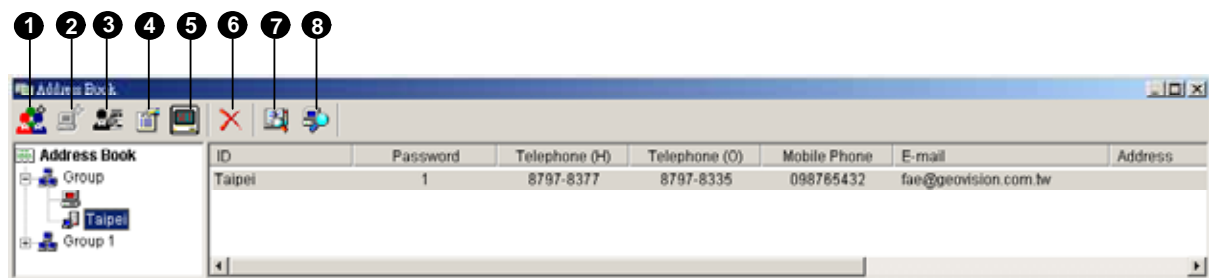 1 2 3 4 5 6 7 8
Address Book
Address Book
ID Password Telephone (H) Telephone (O) Mobile Phone E-mail Address
Group
Taipei 1 8797-8377 8797-8335 098765432 fae@geovision.com.tw
Taipei
Group 1